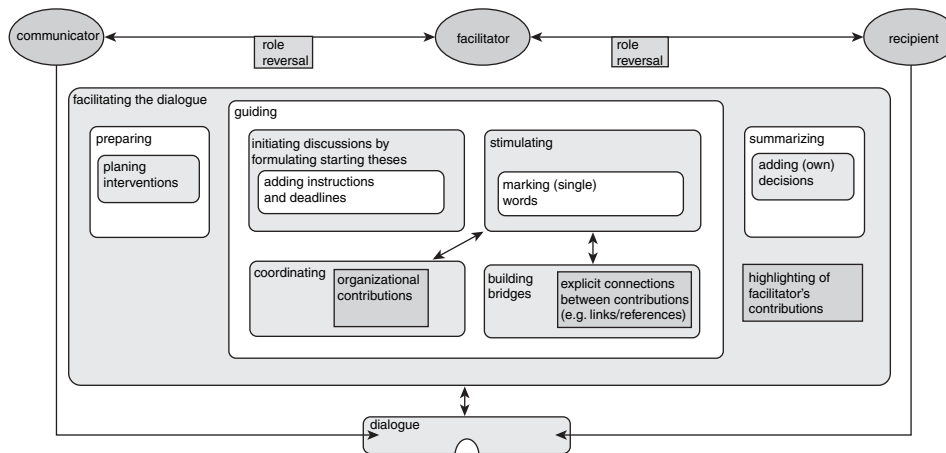 communicator
facilitator
recipient
role
reversal
role
reversal
facilitating the dialogue
preparing
planing
interventions
guiding
initiating discussions by
formulating starting theses
adding instructions
and deadlines
stimulating
marking (single)
words
summarizing
adding (own)
decisions
coordinating
organizational
contributions
building
bridges
explicit connections
between contributions
(e.g. links/references)
highlighting of
facilitator's
contributions
dialogue